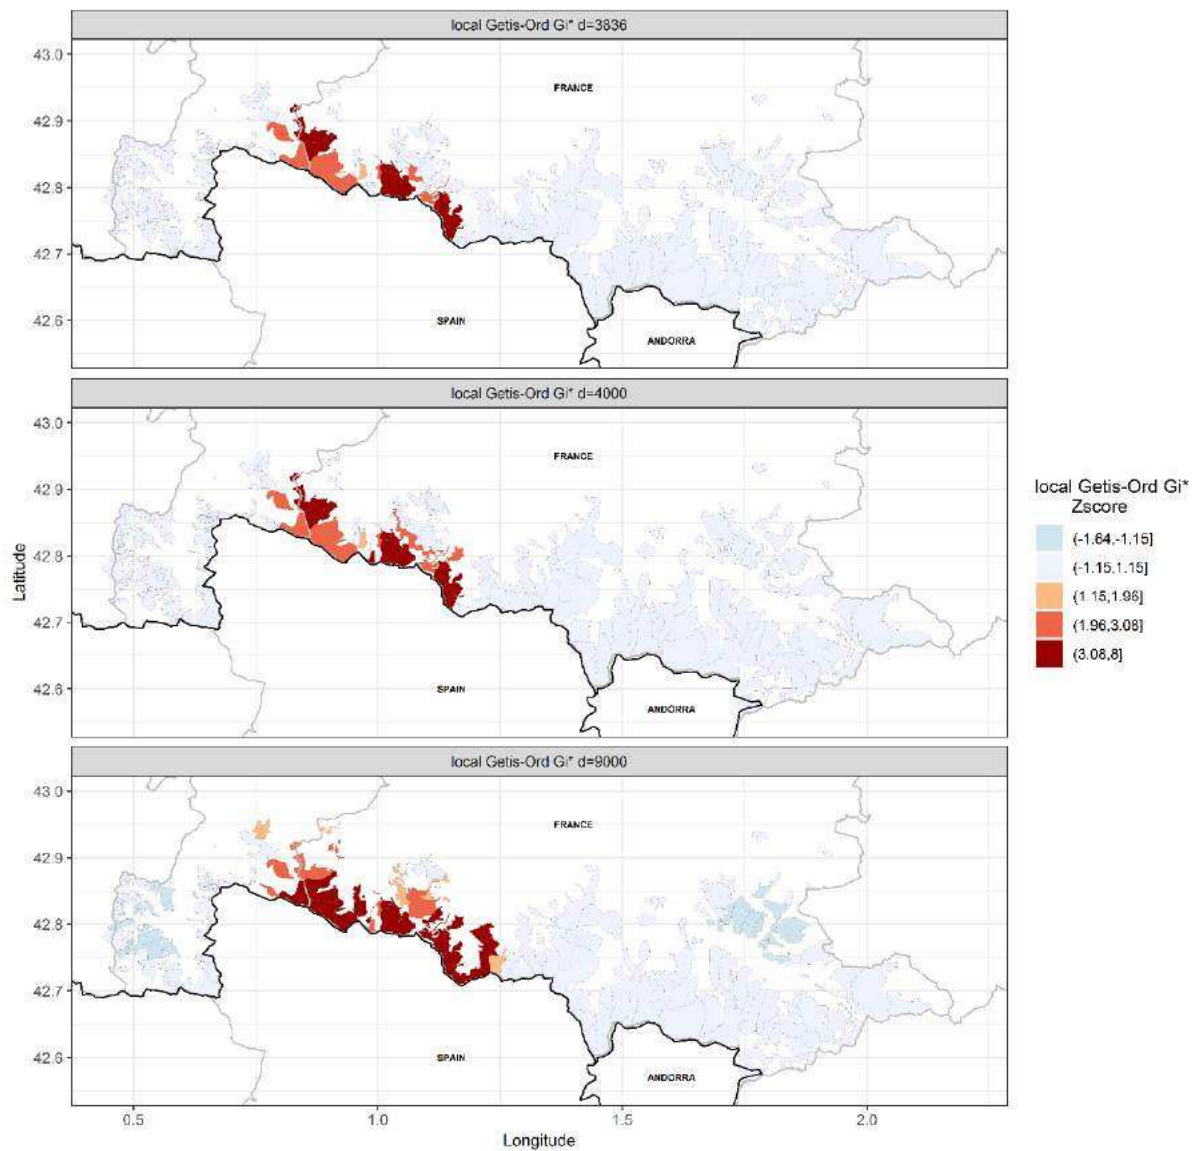 local Getis-Ord Gi* d=3836
43.0
42.9
42.8
42.7
42.6
FRANCE
SPAIN
ANDORRA
local Getis-Ord Gi* d=4000
43.0
42.9
42.8
42.7
42.6
FRANCE
SPAIN
ANDORRA
Latitude
local Getis-Ord Gi*
Zscore
(-1.64,-1.15]
(-1.15,1.15]
(1.15,1.96]
(1.96,3.08]
(3.08,8]
local Getis-Ord Gi* d=9000
43.0
42.9
42.8
42.7
42.6
FRANCE
SPAIN
ANDORRA
0.5 1.0 1.5 2.0
Longitude